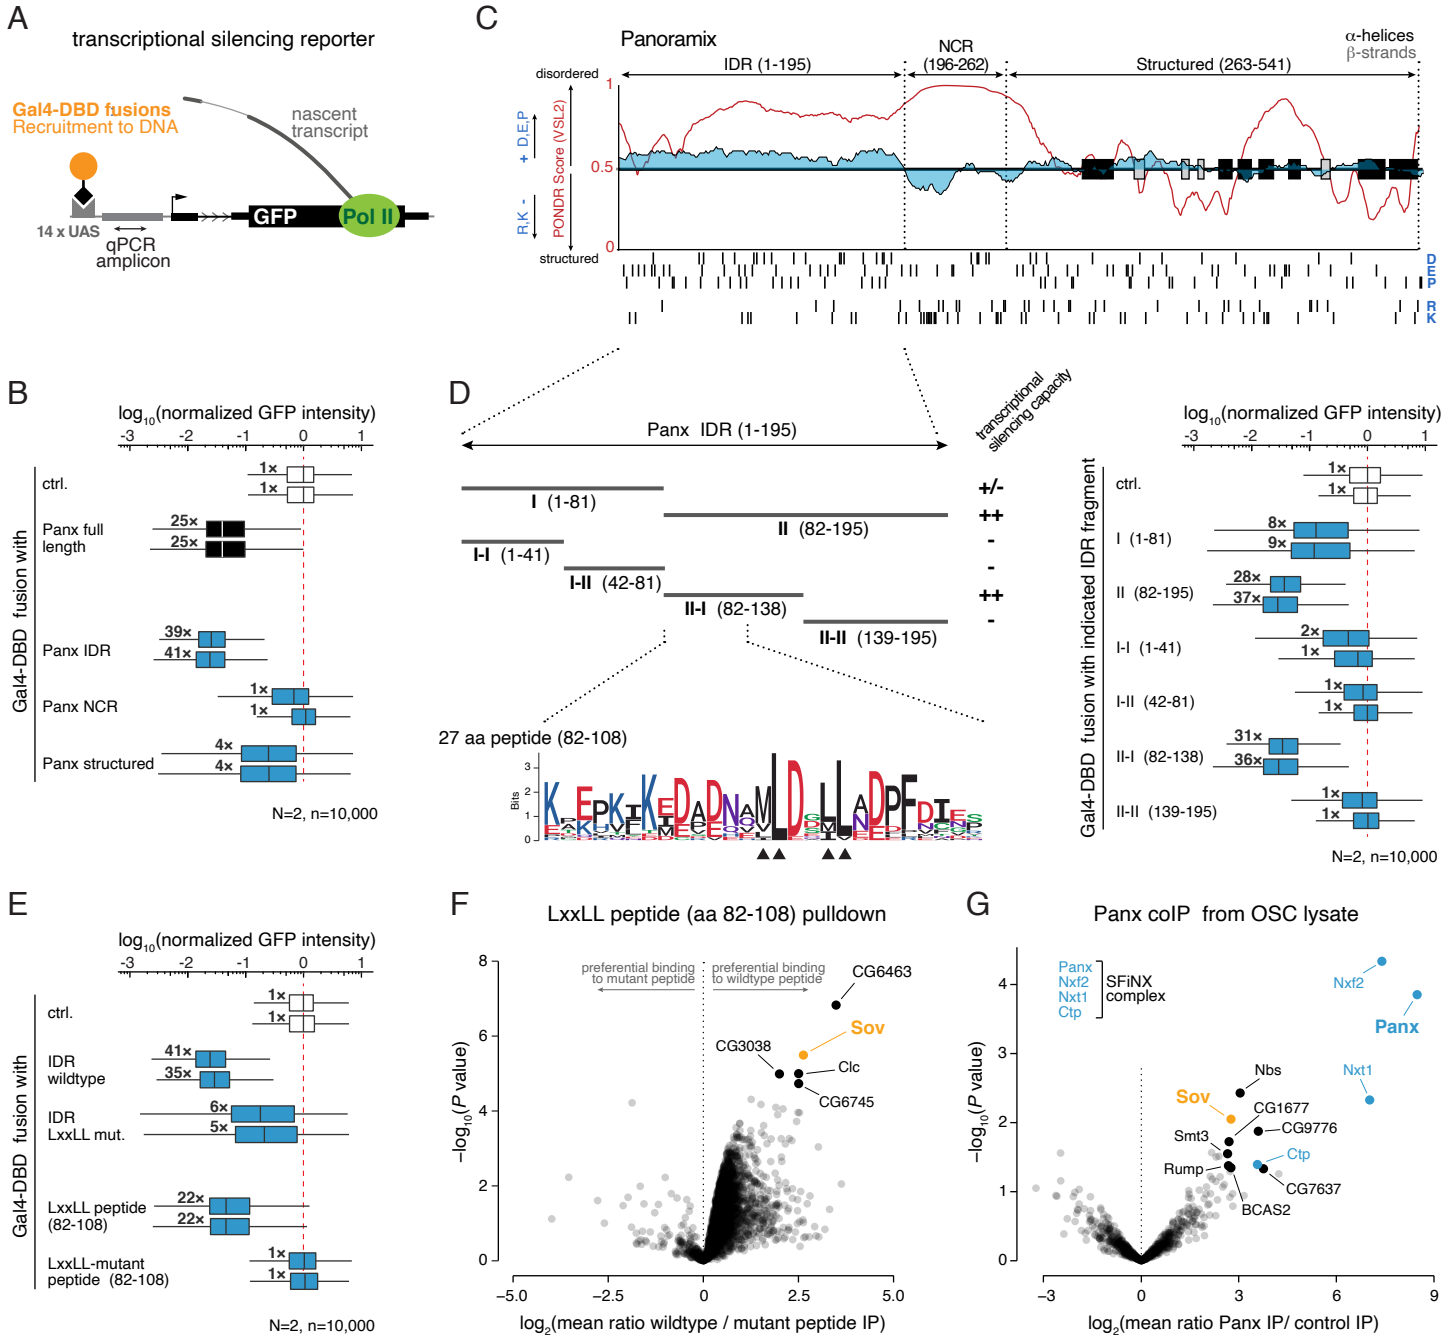 A
transcriptional silencing reporter
Gal4-DBD fusions
Recruitment to DNA
nascent
transcript
14 x UAS
GFP
Pol II
qPCR
amplicon
C
Panoramix
α-helices
β-strands
NCR
(196-262)
IDR (1-195)
Structured (263-541)
disordered
structured
1
0.5
0
PONDR Score (VSL2)
+ D,E,P
R,K -
D
E
P
R
K
B
log10(normalized GFP intensity)
-3 -2 -1 0 1
Gal4-DBD fusion with
ctrl.
1×
1×
Panx full
length
25×
25×
Panx IDR
39×
41×
Panx NCR
1×
1×
Panx structured
4×
4×
N=2, n=10,000
D
transcriptional
silencing capacity
Panx IDR (1-195)
I (1-81)
+/-
II (82-195)
++
I-I (1-41)
-
I-II (42-81)
-
II-I (82-138)
++
II-II (139-195)
-
27 aa peptide (82-108)
Bits
3
2
1
0
log10(normalized GFP intensity)
-3 -2 -1 0 1
Gal4-DBD fusion with indicated IDR fragment
ctrl.
1×
1×
I (1-81)
8×
9×
II (82-195)
28×
37×
I-I (1-41)
2×
1×
I-II (42-81)
1×
1×
II-I (82-138)
31×
36×
II-II (139-195)
1×
1×
N=2, n=10,000
E
log10(normalized GFP intensity)
-3 -2 -1 0 1
Gal4-DBD fusion with
ctrl.
1×
1×
IDR
wildtype
41×
35×
IDR
LxxLL mut.
6×
5×
LxxLL peptide
(82-108)
22×
22×
LxxLL-mutant
peptide (82-108)
1×
1×
N=2, n=10,000
F
LxxLL peptide (aa 82-108) pulldown
preferential binding
to mutant peptide
preferential binding
to wildtype peptide
CG6463
Sov
CG3038
Clc
CG6745
−log10(P value)
8
6
4
2
0
−5.0 −2.5 0 2.5 5.0
log2(mean ratio wildtype / mutant peptide IP)
G
Panx coIP from OSC lysate
Panx
Nxf2
Nxt1
Ctp
SFiNX
complex
Nxf2
Panx
Nxt1
Nbs
Sov
CG1677
CG9776
Smt3
Ctp
Rump
CG7637
BCAS2
−log10(P value)
4
3
2
1
0
−3 0 3 6 9
log2(mean ratio Panx IP/ control IP)